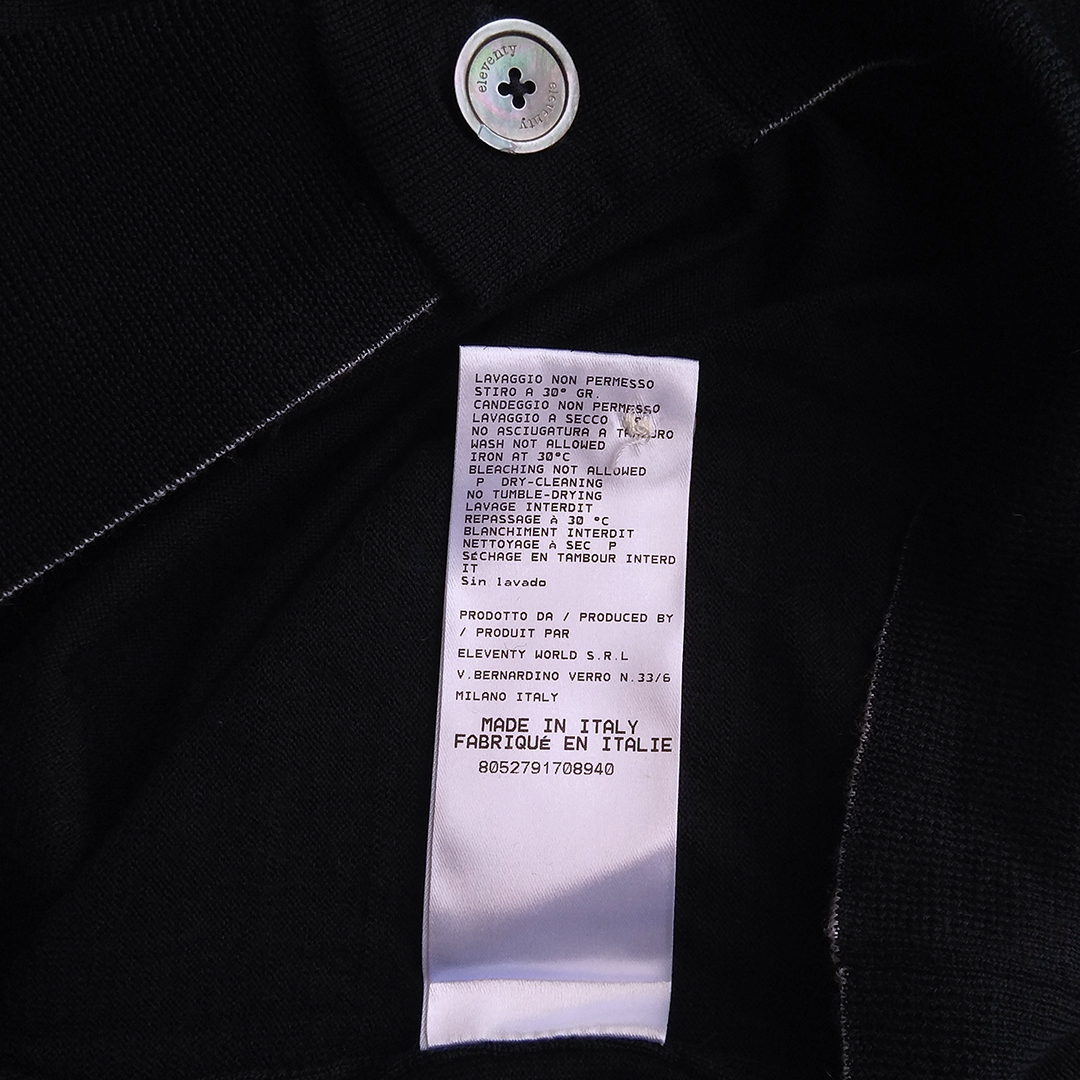 eleventy
eleventy
LAVAGGIO NON PERMESSO
STIRO A 30° GR.
CANDEGGIO NON PERMESSO
LAVAGGIO A SECCO
NO ASCIUGATURA A
WASH NOT ALLOWED
IRON AT 30°C
BLEACHING NOT ALLOWED
P DRY-CLEANING
NO TUMBLE-DRYING
LAVAGE INTERDIT
REPASSAGE à 30 °C
BLANCHIMENT INTERDIT
NETTOYAGE à SEC P
SéCHAGE EN TAMBOUR INTERD
IT
Sin lavado
PRODOTTO DA / PRODUCED BY
/ PRODUIT PAR
ELEVENTY WORLD S.R.L
V.BERNARDINO VERRO N.33/6
MILANO ITALY
MADE IN ITALY
FABRIQUé EN ITALIE
8052791708940